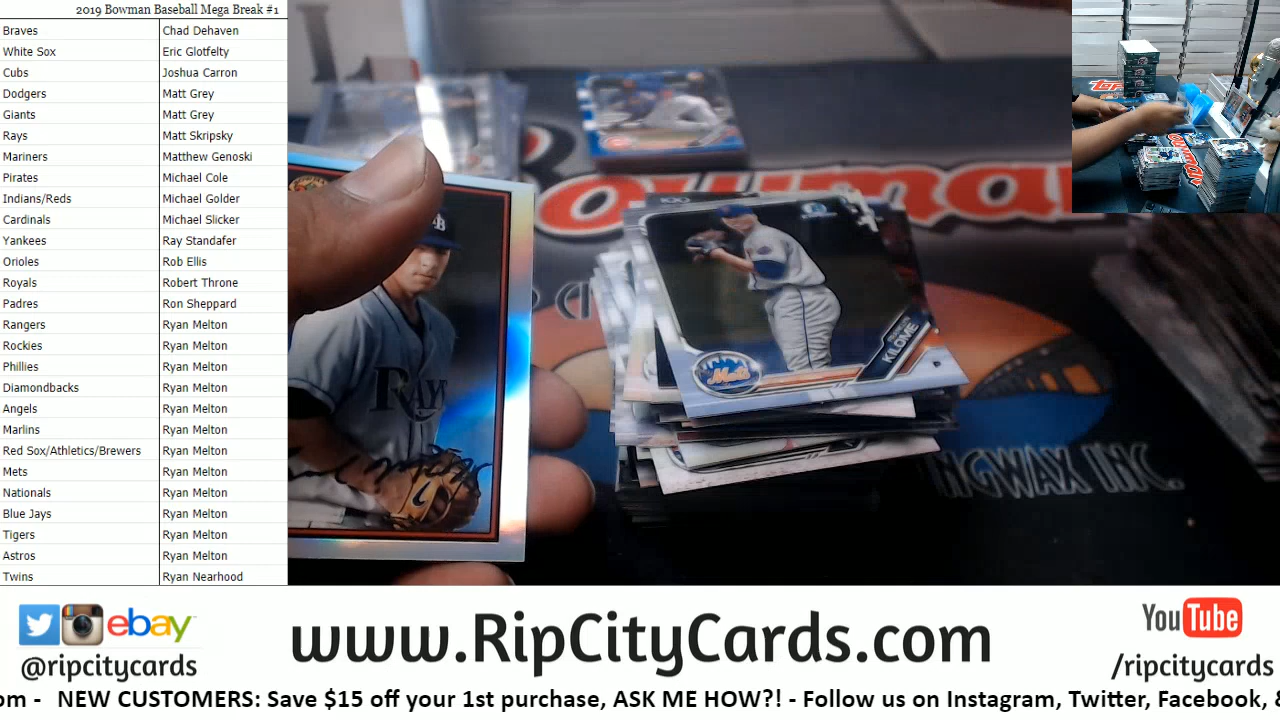 2019 Bowman Baseball Mega Break #1
Braves Chad Dehaven
White Sox Eric Glotfelty
Cubs Joshua Carron
Dodgers Matt Grey
Giants Matt Grey
Rays Matt Skripsky
Mariners Matthew Genoski
Pirates Michael Cole
Indians/Reds Michael Golder
Cardinals Michael Slicker
Yankees Ray Standafer
Orioles Rob Ellis
Royals Robert Throne
Padres Ron Sheppard
Rangers Ryan Melton
Rockies Ryan Melton
Phillies Ryan Melton
Diamondbacks Ryan Melton
Angels Ryan Melton
Marlins Ryan Melton
Red Sox/Athletics/Brewers Ryan Melton
Mets Ryan Melton
Nationals Ryan Melton
Blue Jays Ryan Melton
Tigers Ryan Melton
Astros Ryan Melton
Twins Ryan Nearhood
Bowman
RAYS
KILOME
Mets
INGWAX INC.
ebay
@ripcitycards
www.RipCityCards.com
YouTube
/ripcitycards
om - NEW CUSTOMERS: Save $15 off your 1st purchase, ASK ME HOW?! - Follow us on Instagram, Twitter, Facebook, &